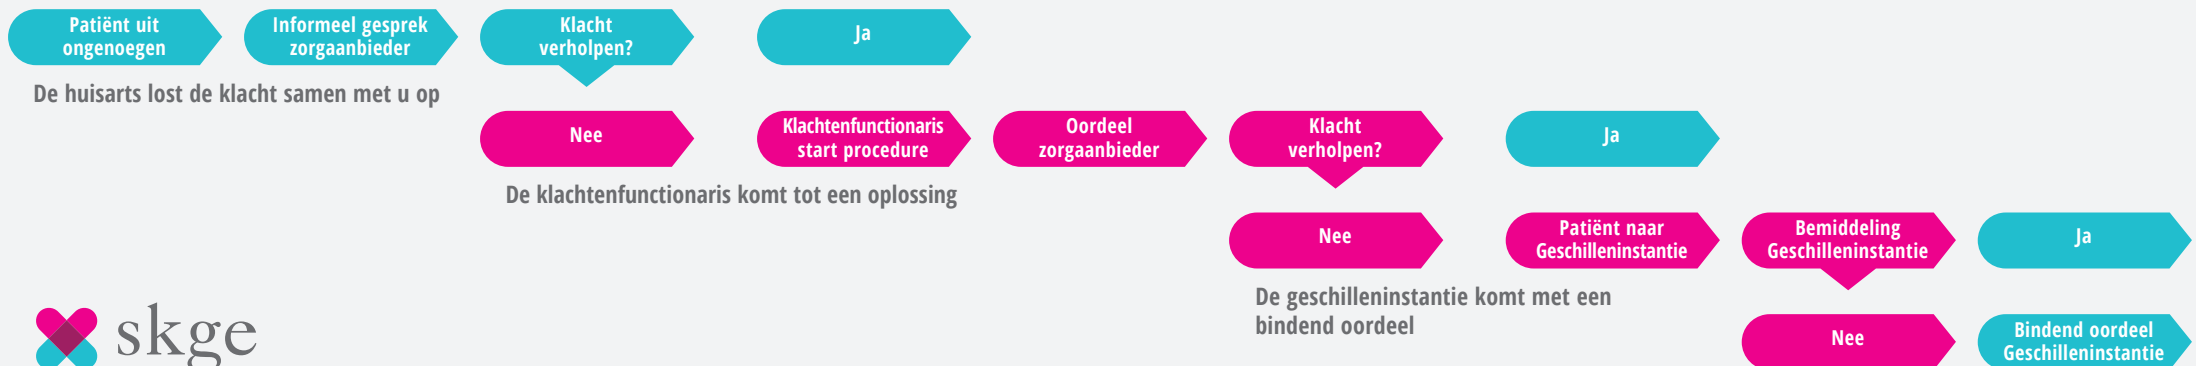 Patiënt uit
ongenoegen
Informeel gesprek
zorgaanbieder
Klacht
verholpen?
Ja
De huisarts lost de klacht samen met u op
Nee
Klachtenfunctionaris
start procedure
Oordeel
zorgaanbieder
Klacht
verholpen?
Ja
De klachtenfunctionaris komt tot een oplossing
Nee
Patiënt naar
Geschilleninstantie
Bemiddeling
Geschilleninstantie
Ja
De geschilleninstantie komt met een
bindend oordeel
Nee
Bindend oordeel
Geschilleninstantie
skge